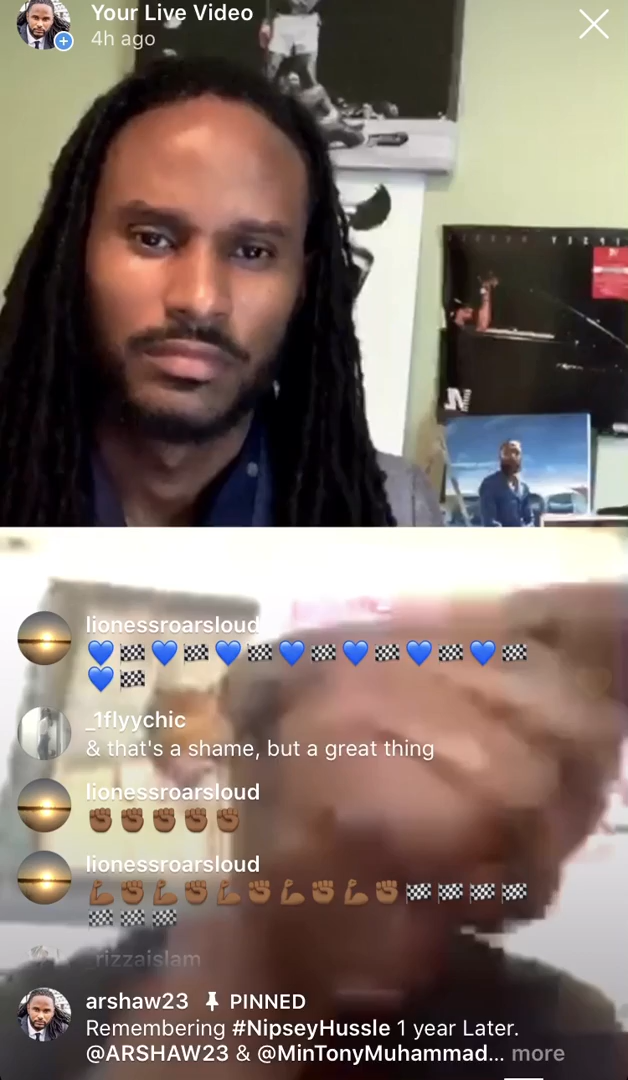 Your Live Video
4h ago
lionessroarsloud
💙🏁💙🏁💙🏁💙🏁💙🏁💙🏁💙🏁
💙🏁
_1flyychic
& that's a shame, but a great thing
lionessroarsloud
✊🏾✊🏾✊🏾✊🏾✊🏾
lionessroarsloud
💪🏾✊🏾💪🏾✊🏾💪🏾✊🏾💪🏾✊🏾💪🏾✊🏾🏁🏁🏁🏁
🏁🏁🏁
_rizzaislam
arshaw23 📌 PINNED
Remembering #NipseyHussle 1 year Later.
@ARSHAW23 & @MinTonyMuhammad... more